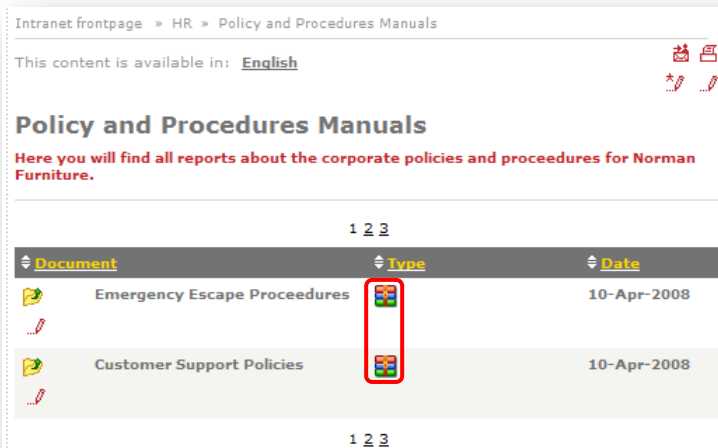 Intranet frontpage » HR » Policy and Procedures Manuals
This content is available in: English
Policy and Procedures Manuals
Here you will find all reports about the corporate policies and proceedures for Norman
Furniture.
1 2 3
Document Type Date
Emergency Escape Proceedures 10-Apr-2008
Customer Support Policies 10-Apr-2008
1 2 3